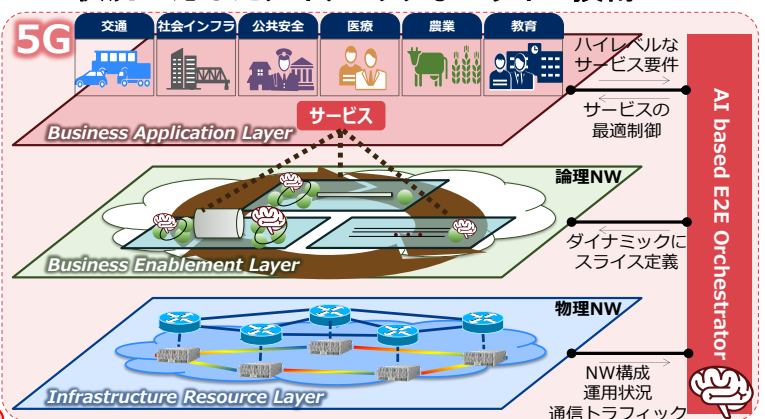 5G
交通
社会インフラ
公共安全
医療
農業
教育
ハイレベルな
サービス要件
サービスの
最適制御
サービス
Business Application Layer
論理NW
ダイナミックに
スライス定義
Business Enablement Layer
物理NW
NW構成
運用状況
通信トラフィック
Infrastructure Resource Layer
AI based E2E Orchestrator